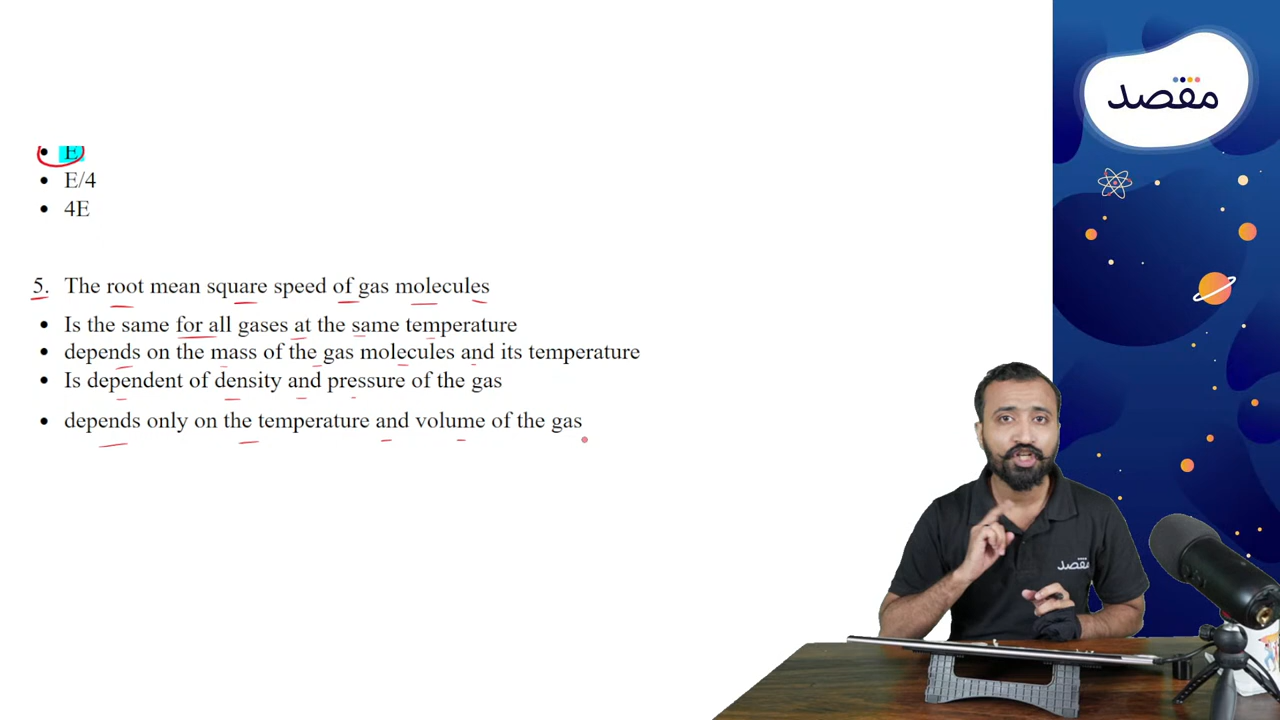 مقصد
E
E/4
4E
5. The root mean square speed of gas molecules
Is the same for all gases at the same temperature
depends on the mass of the gas molecules and its temperature
Is dependent of density and pressure of the gas
depends only on the temperature and volume of the gas
مقصد